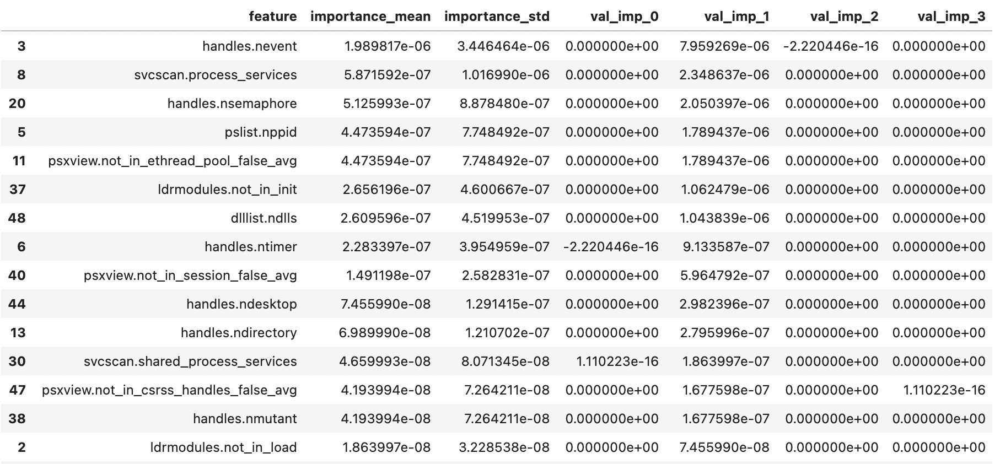 feature importance_mean importance_std val_imp_0 val_imp_1 val_imp_2 val_imp_3
3 handles.nevent 1.989817e-06 3.446464e-06 0.000000e+00 7.959269e-06 -2.220446e-16 0.000000e+00
8 svcscan.process_services 5.871592e-07 1.016990e-06 0.000000e+00 2.348637e-06 0.000000e+00 0.000000e+00
20 handles.nsemaphore 5.125993e-07 8.878480e-07 0.000000e+00 2.050397e-06 0.000000e+00 0.000000e+00
5 pslist.nppid 4.473594e-07 7.748492e-07 0.000000e+00 1.789437e-06 0.000000e+00 0.000000e+00
11 psxview.not_in_ethread_pool_false_avg 4.473594e-07 7.748492e-07 0.000000e+00 1.789437e-06 0.000000e+00 0.000000e+00
37 ldrmodules.not_in_init 2.656196e-07 4.600667e-07 0.000000e+00 1.062479e-06 0.000000e+00 0.000000e+00
48 dlllist.ndlls 2.609596e-07 4.519953e-07 0.000000e+00 1.043839e-06 0.000000e+00 0.000000e+00
6 handles.ntimer 2.283397e-07 3.954959e-07 -2.220446e-16 9.133587e-07 0.000000e+00 0.000000e+00
40 psxview.not_in_session_false_avg 1.491198e-07 2.582831e-07 0.000000e+00 5.964792e-07 0.000000e+00 0.000000e+00
44 handles.ndesktop 7.455990e-08 1.291415e-07 0.000000e+00 2.982396e-07 0.000000e+00 0.000000e+00
13 handles.ndirectory 6.989990e-08 1.210702e-07 0.000000e+00 2.795996e-07 0.000000e+00 0.000000e+00
30 svcscan.shared_process_services 4.659993e-08 8.071345e-08 1.110223e-16 1.863997e-07 0.000000e+00 0.000000e+00
47 psxview.not_in_csrss_handles_false_avg 4.193994e-08 7.264211e-08 0.000000e+00 1.677598e-07 0.000000e+00 1.110223e-16
38 handles.nmutant 4.193994e-08 7.264211e-08 0.000000e+00 1.677598e-07 0.000000e+00 0.000000e+00
2 ldrmodules.not_in_load 1.863997e-08 3.228538e-08 0.000000e+00 7.455990e-08 0.000000e+00 0.000000e+00